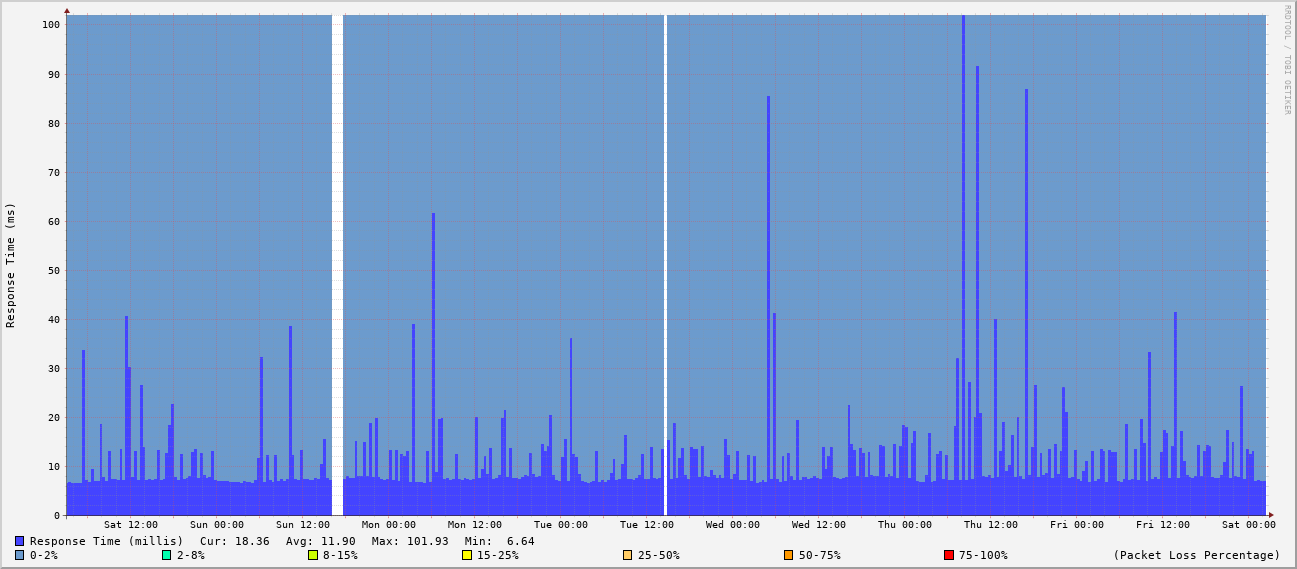 RRDTOOL / TOBI OETIKER
Response Time (ms)
100
90
80
70
60
50
40
30
20
10
0
Sat 12:00 Sun 00:00 Sun 12:00 Mon 00:00 Mon 12:00 Tue 00:00 Tue 12:00 Wed 00:00 Wed 12:00 Thu 00:00 Thu 12:00 Fri 00:00 Fri 12:00 Sat 00:00
Response Time (millis) Cur: 18.36 Avg: 11.90 Max: 101.93 Min: 6.64
0-2% 2-8% 8-15% 15-25% 25-50% 50-75% 75-100% (Packet Loss Percentage)